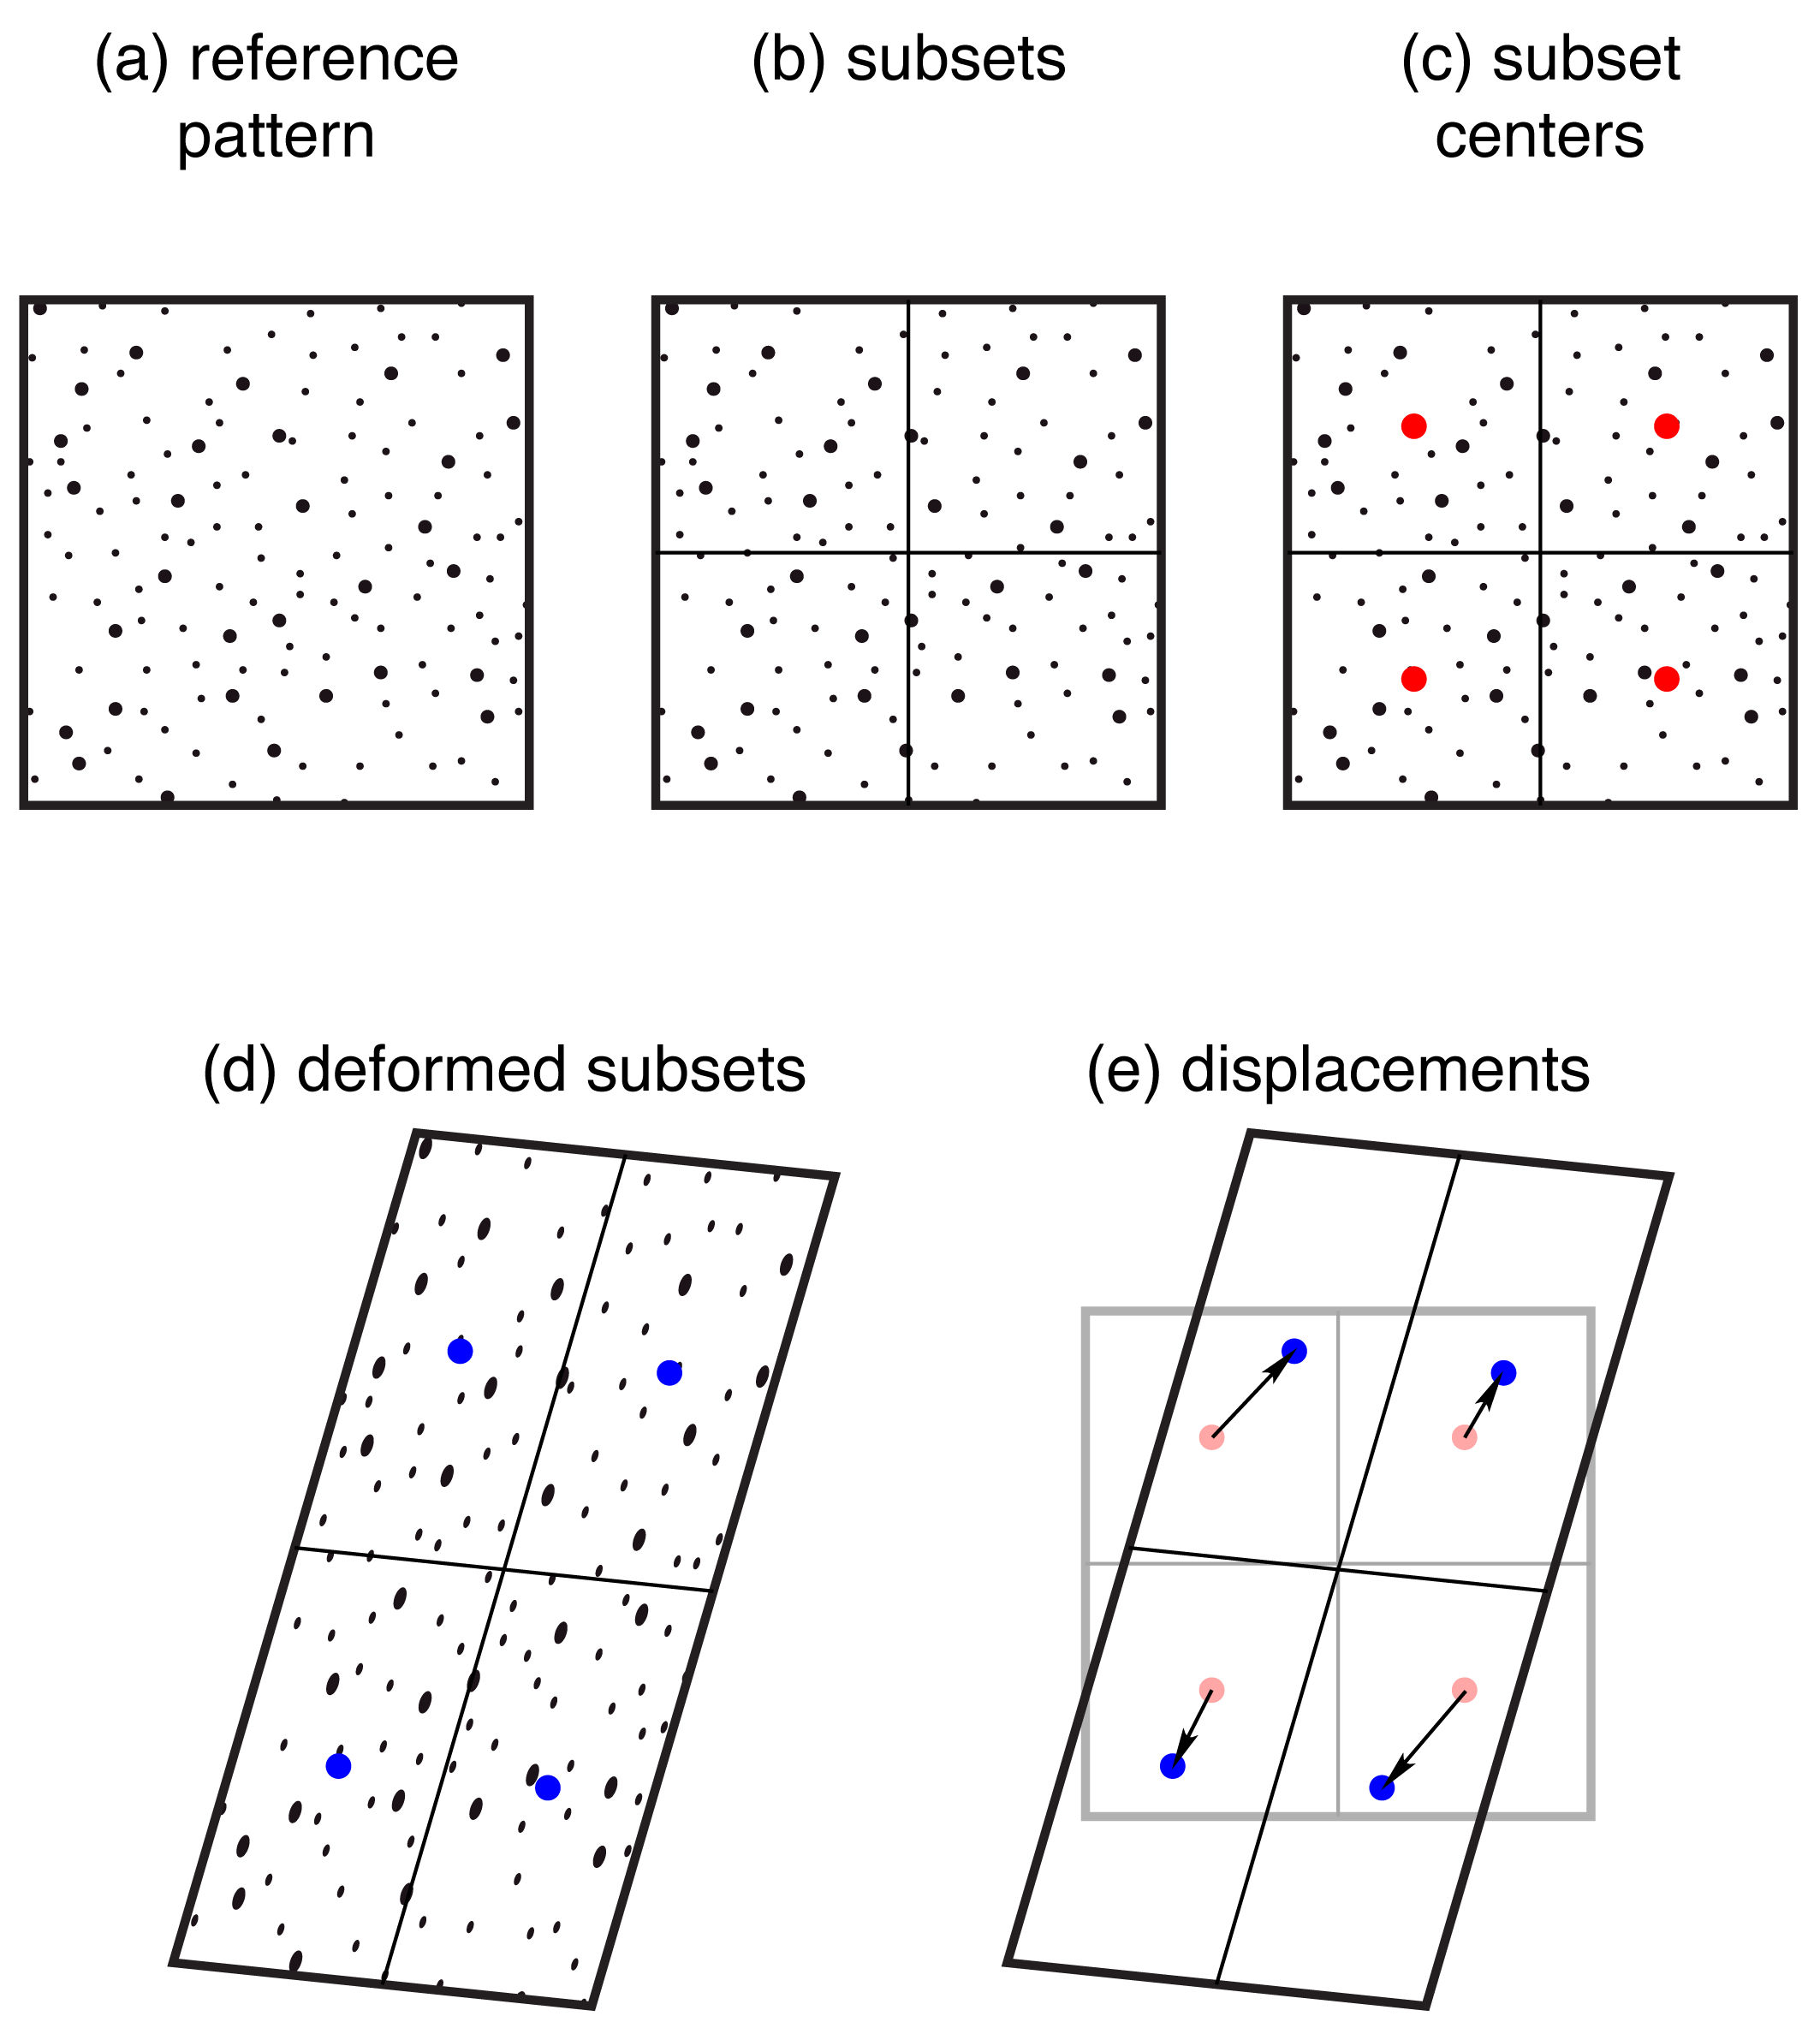 (a) reference
pattern
(b) subsets
(c) subset
centers
(d) deformed subsets
(e) displacements